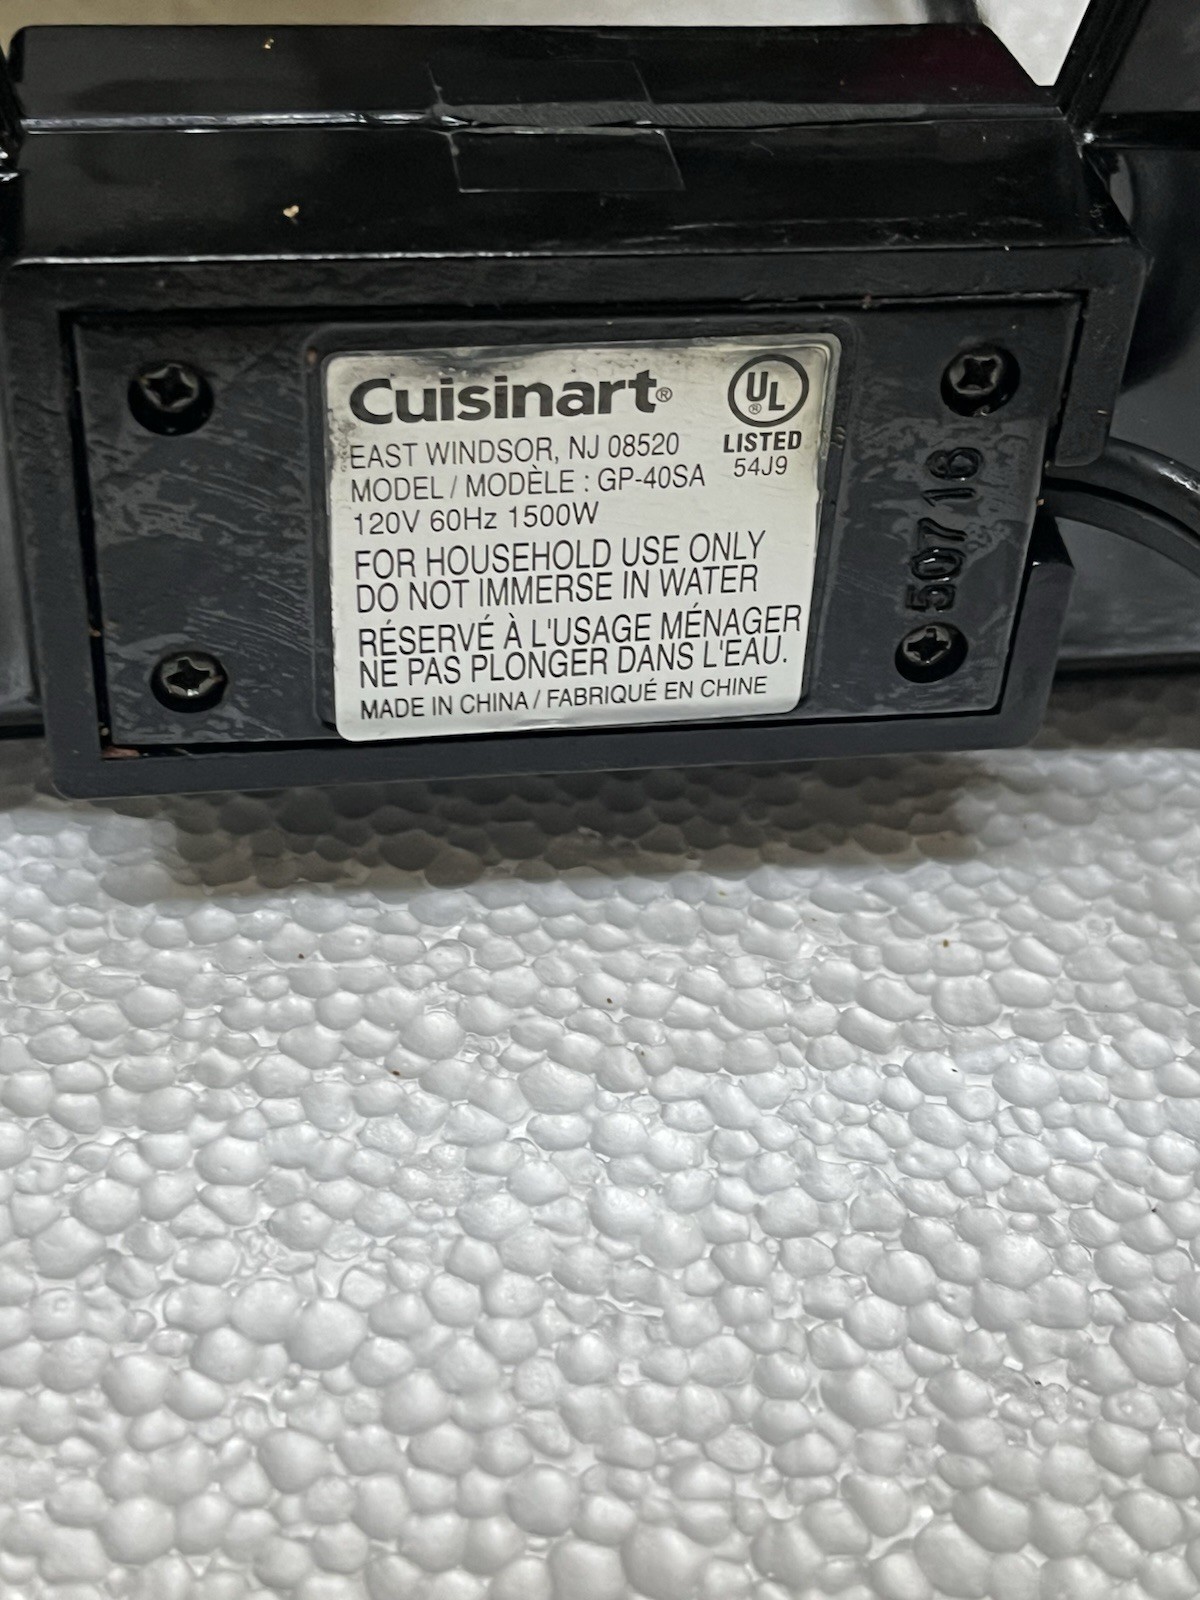 Cuisinart®
EAST WINDSOR, NJ 08520
MODEL / MODÈLE : GP-40SA
120V 60Hz 1500W
UL®
LISTED
54J9
FOR HOUSEHOLD USE ONLY
DO NOT IMMERSE IN WATER
RÉSERVÉ À L'USAGE MÉNAGER
NE PAS PLONGER DANS L'EAU.
MADE IN CHINA / FABRIQUÉ EN CHINE
50716